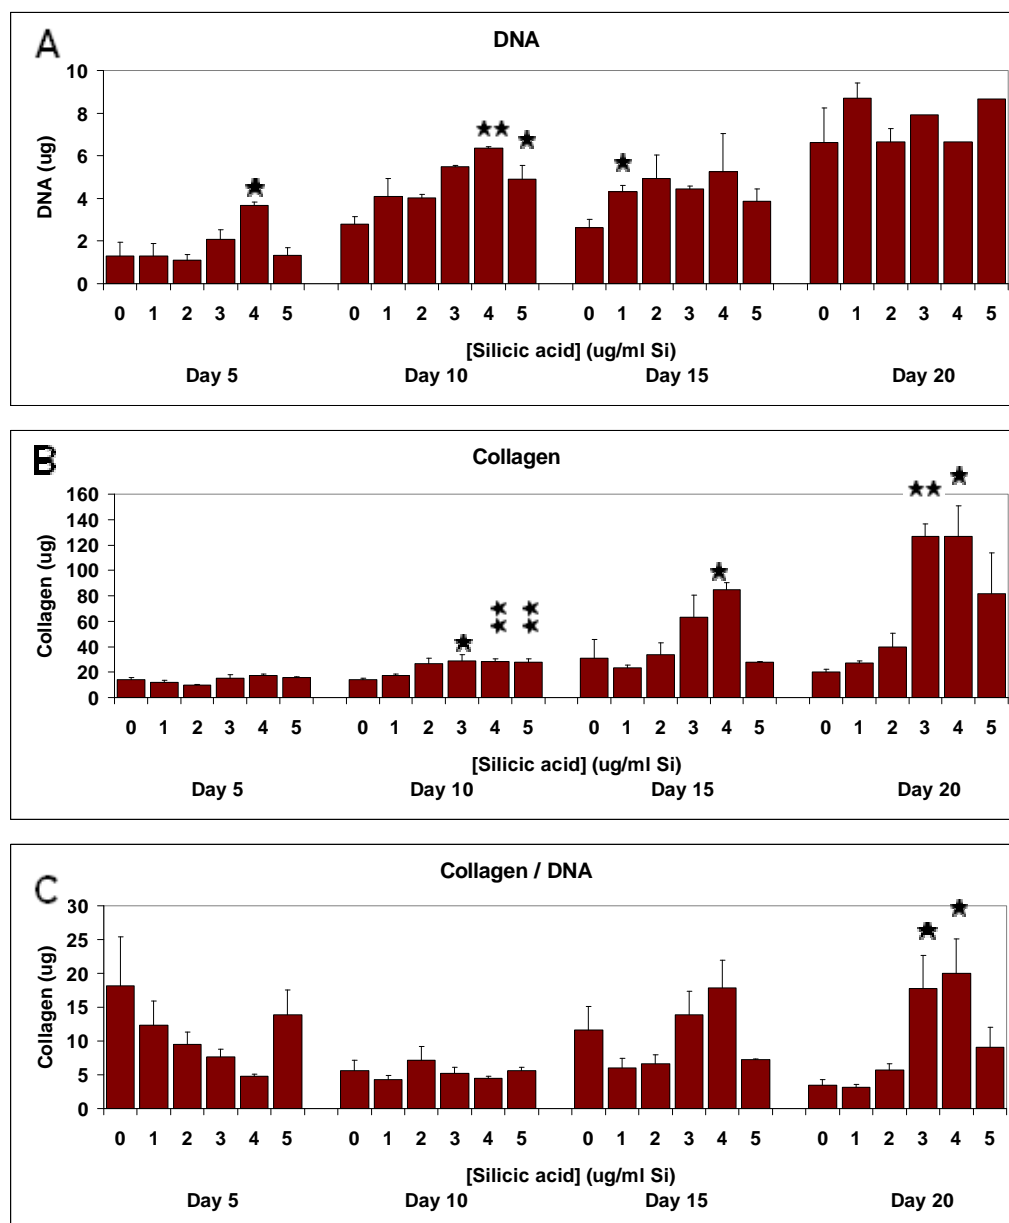 A
DNA
10
8
6
4
2
0
DNA (ug)
0 1 2 3 4 5 0 1 2 3 4 5 0 1 2 3 4 5 0 1 2 3 4 5
[Silicic acid] (ug/ml Si)
Day 5 Day 10 Day 15 Day 20
B
Collagen
160
140
120
100
80
60
40
20
0
Collagen (ug)
0 1 2 3 4 5 0 1 2 3 4 5 0 1 2 3 4 5 0 1 2 3 4 5
[Silicic acid] (ug/ml Si)
Day 5 Day 10 Day 15 Day 20
C
Collagen / DNA
30
25
20
15
10
5
0
Collagen (ug)
0 1 2 3 4 5 0 1 2 3 4 5 0 1 2 3 4 5 0 1 2 3 4 5
[Silicic acid] (ug/ml Si)
Day 5 Day 10 Day 15 Day 20